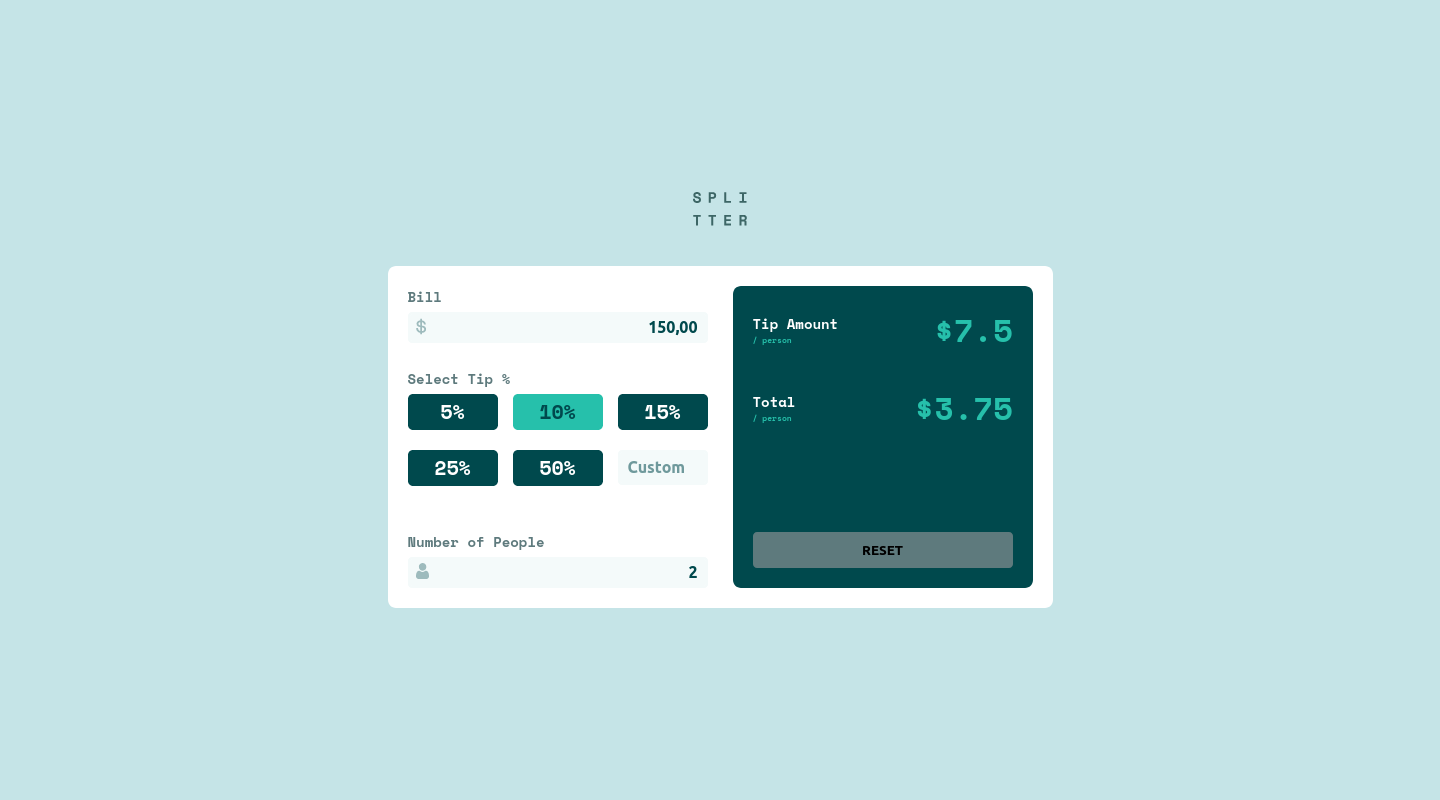 SPLI
TTER
Bill
$ 150,00
Select Tip %
5% 10% 15%
25% 50% Custom
Number of People
2
Tip Amount
/ person
$7.5
Total
/ person
$3.75
RESET